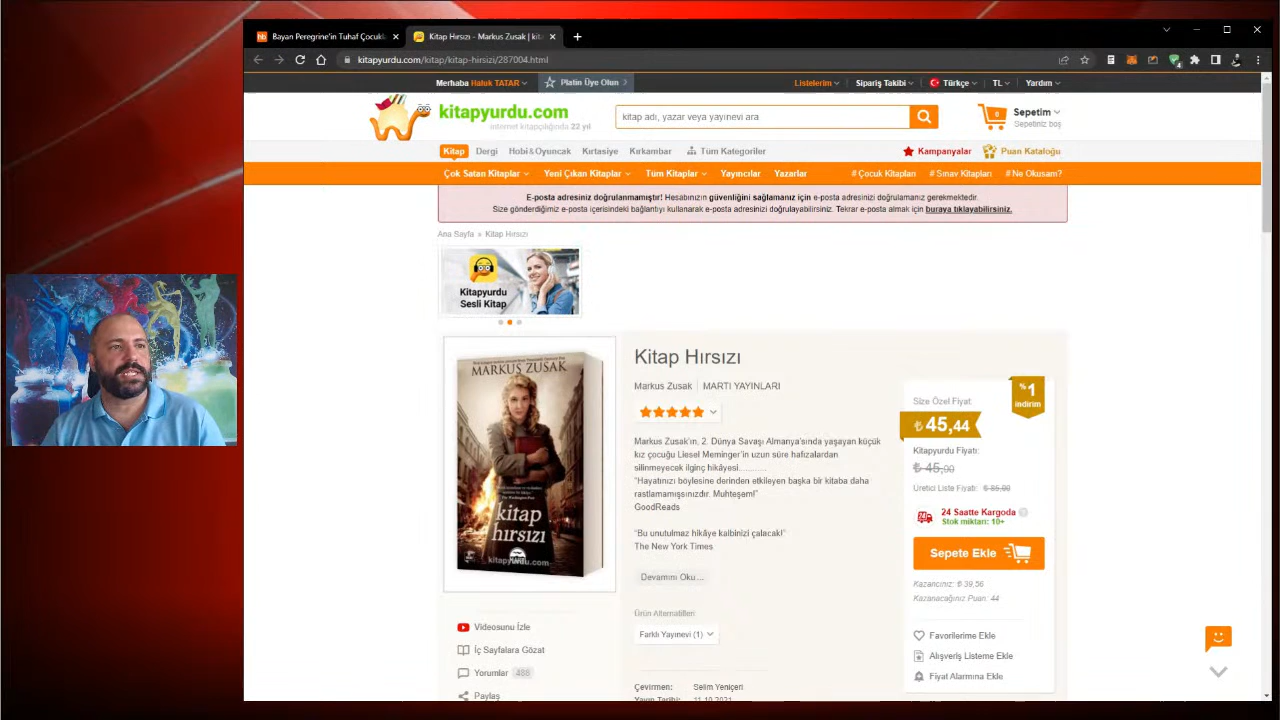 Bayan Peregrine'in Tuhaf Çocukl
Kitap Hırsızı - Markus Zusak | kita
kitapyurdu.com/kitap/kitap-hirsizi/287004.html
Merhaba Haluk TATAR
Platin Üye Olun
Listelerim
Sipariş Takibi
Türkçe
TL
Yardım
kitapyurdu.com
internet kitapçılığında 22 yıl
kitap adı, yazar veya yayınevi ara
0
Sepetim
Sepetiniz boş
Kitap
Dergi
Hobi&Oyuncak
Kırtasiye
Kırkambar
Tüm Kategoriler
Kampanyalar
Puan Kataloğu
Çok Satan Kitaplar
Yeni Çıkan Kitaplar
Tüm Kitaplar
Yayıncılar
Yazarlar
# Çocuk Kitapları
# Sınav Kitapları
# Ne Okusam?
E-posta adresiniz doğrulanmamıştır! Hesabınızın güvenliğini sağlamanız için e-posta adresinizi doğrulamanız gerekmektedir.
Size gönderdiğimiz e-posta içerisindeki bağlantıyı kullanarak e-posta adresinizi doğrulayabilirsiniz. Tekrar e-posta almak için buraya tıklayabilirsiniz.
Ana Sayfa » Kitap Hırsızı
Kitapyurdu
Sesli Kitap
MARKUS ZUSAK
kitap
hırsızı
kitapyurdu.com
Kitap Hırsızı
Markus Zusak | MARTI YAYINLARI
Markus Zusak'ın, 2. Dünya Savaşı Almanya'sında yaşayan küçük
kız çocuğu Liesel Meminger'in uzun süre hafızalardan
silinmeyecek ilginç hikâyesi...........
"Hayatınızı böylesine derinden etkileyen başka bir kitaba daha
rastlamamışsınızdır. Muhteşem!"
GoodReads
"Bu unutulmaz hikâye kalbinizi çalacak!"
The New York Times
Devamını Oku...
Ürün Alternatifleri
Farklı Yayınevi (1)
Çevirmen: Selim Yeniçeri
Yayın Tarihi: 11.10.2021
%1
indirim
Size Özel Fiyat:
₺ 45,44
Kitapyurdu Fiyatı:
₺ 45,90
Üretici Liste Fiyatı: ₺ 85,00
24 Saatte Kargoda
Stok miktarı: 10+
Sepete Ekle
Kazancınız: ₺ 39,56
Kazanacağınız Puan: 44
Favorilerime Ekle
Alışveriş Listeme Ekle
Fiyat Alarmına Ekle
Videosunu İzle
İç Sayfalara Gözat
Yorumlar 486
Paylaş